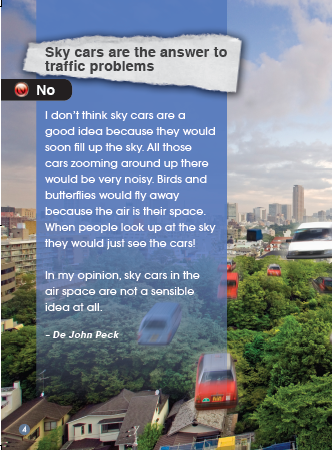 Sky cars are the answer to
traffic problems
No
I don't think sky cars are a
good idea because they would
soon fill up the sky. All those
cars zooming around up there
would be very noisy. Birds and
butterflies would fly away
because the air is their space.
When people look up at the sky
they would just see the cars!
In my opinion, sky cars in the
air space are not a sensible
idea at all.
– De John Peck
4